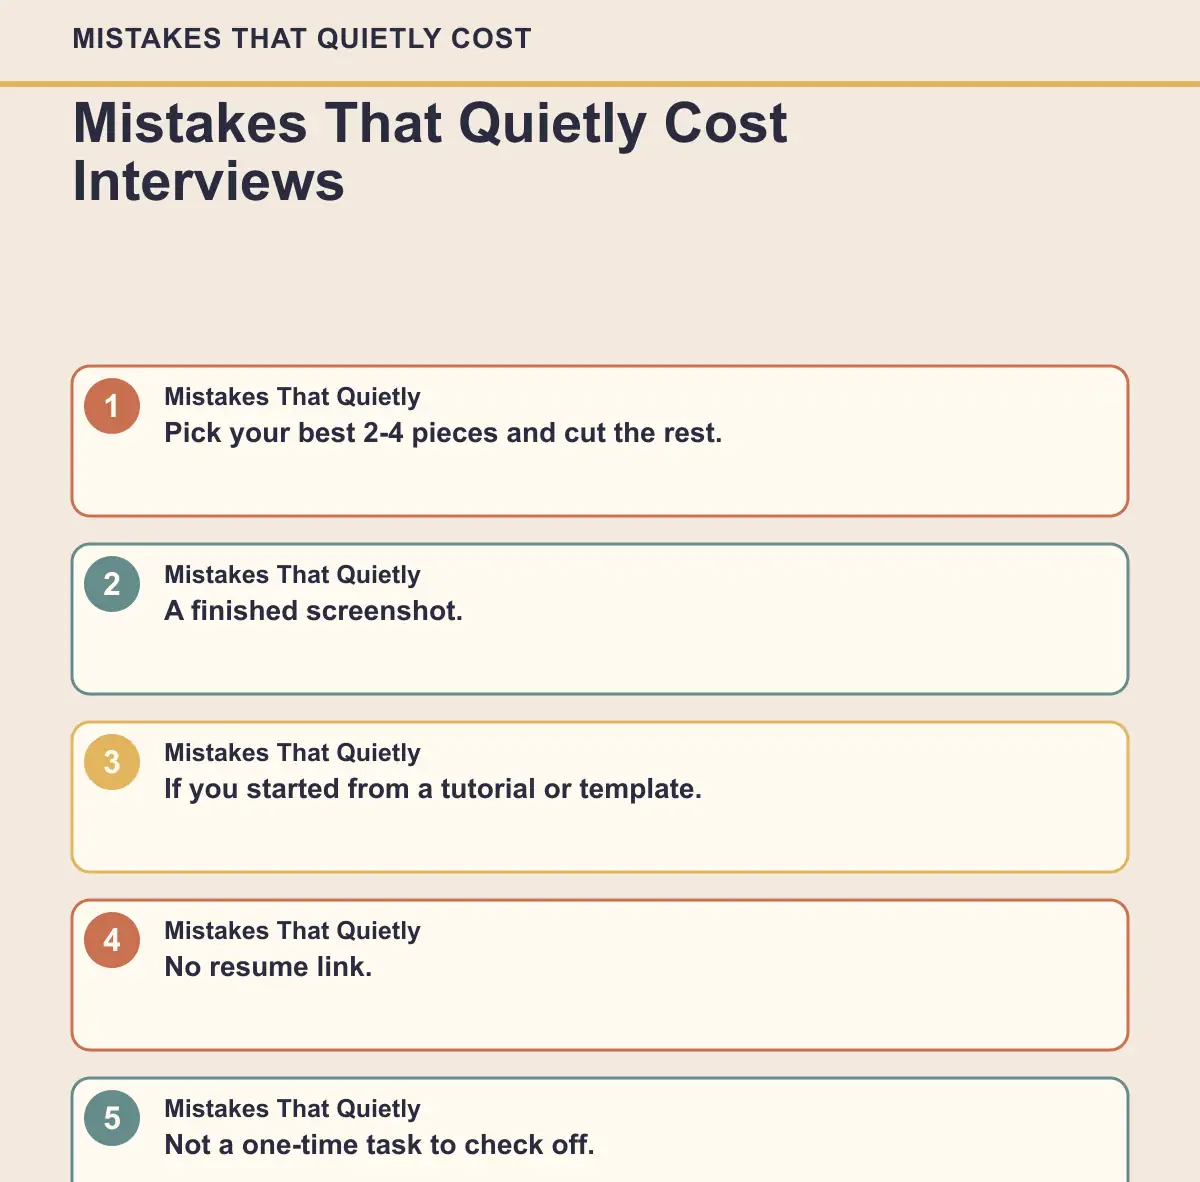 MISTAKES THAT QUIETLY COST
Mistakes That Quietly Cost
Interviews
1
Mistakes That Quietly
Pick your best 2-4 pieces and cut the rest.
2
Mistakes That Quietly
A finished screenshot.
3
Mistakes That Quietly
If you started from a tutorial or template.
4
Mistakes That Quietly
No resume link.
5
Mistakes That Quietly
Not a one-time task to check off.